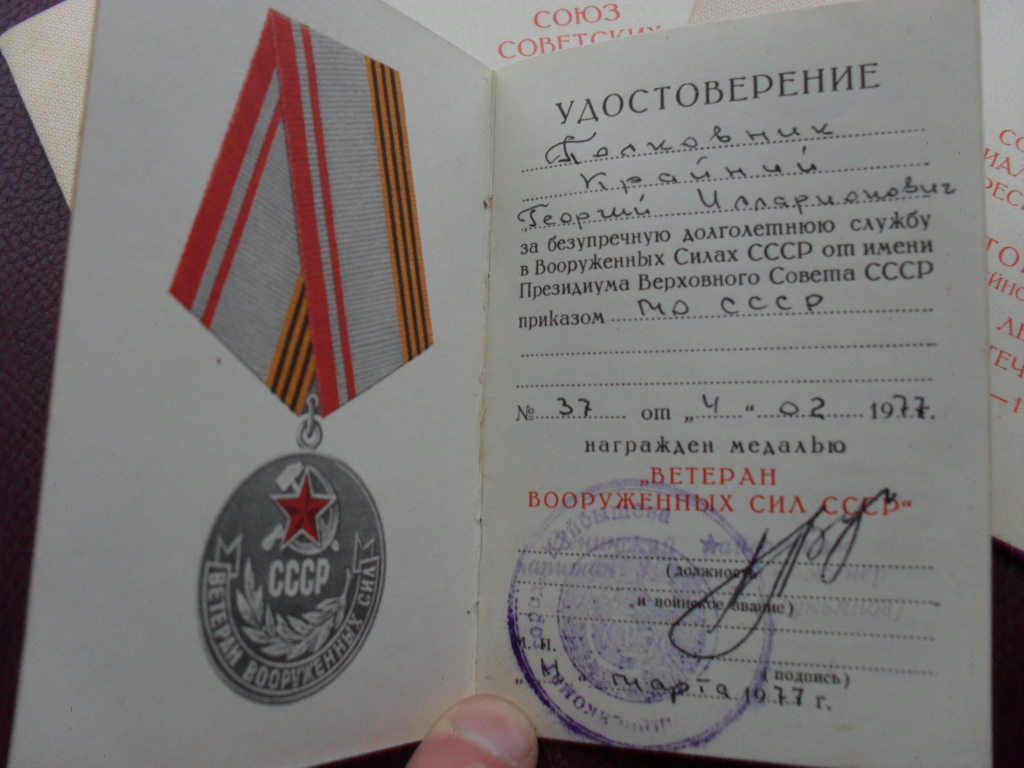 СОЮЗ
СОВЕТСКИХ
УДОСТОВЕРЕНИЕ
Полковник
Крайний
Георгий Илларионович
за безупречную долголетнюю службу
в Вооруженных Силах СССР от имени
Президиума Верховного Совета СССР
приказом МО СССР
№ 37 от „4“ 02 1977г.
награжден медалью
„ВЕТЕРАН
ВООРУЖЕННЫХ СИЛ СССР“
(должность
и воинское звание)
М. П.
(подпись)
марта 1977 г.
СССР
ВЕТЕРАН ВООРУЖЕННЫХ СИЛ
Куйбышева